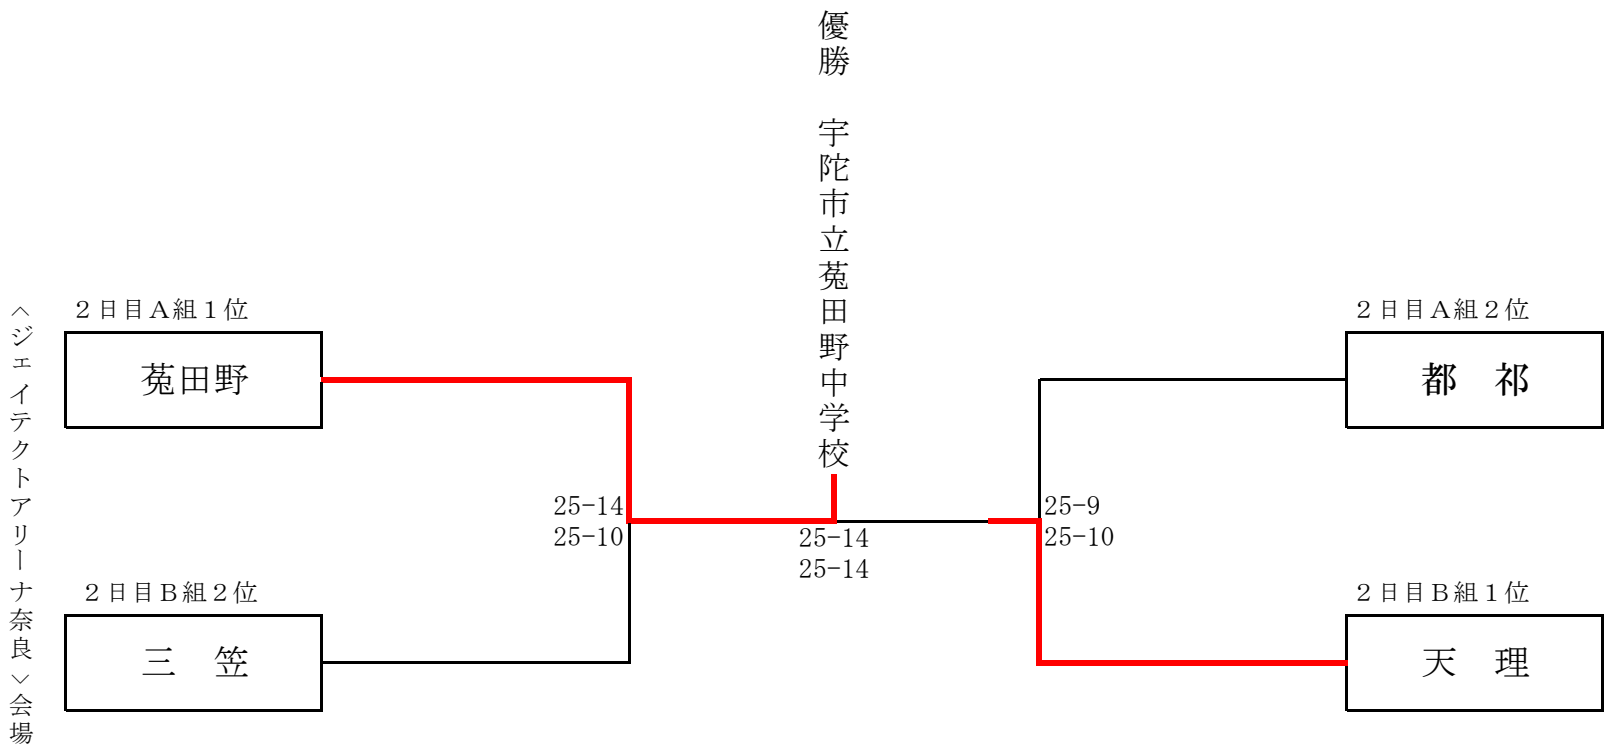 優勝　宇陀市立菟田野中学校
＜ジェイテクトアリーナ奈良＞会場
２日目Ａ組１位
菟田野
２日目Ａ組２位
都　祁
25-14
25-10
25-14
25-14
25-9
25-10
２日目Ｂ組２位
三　笠
２日目Ｂ組１位
天　理